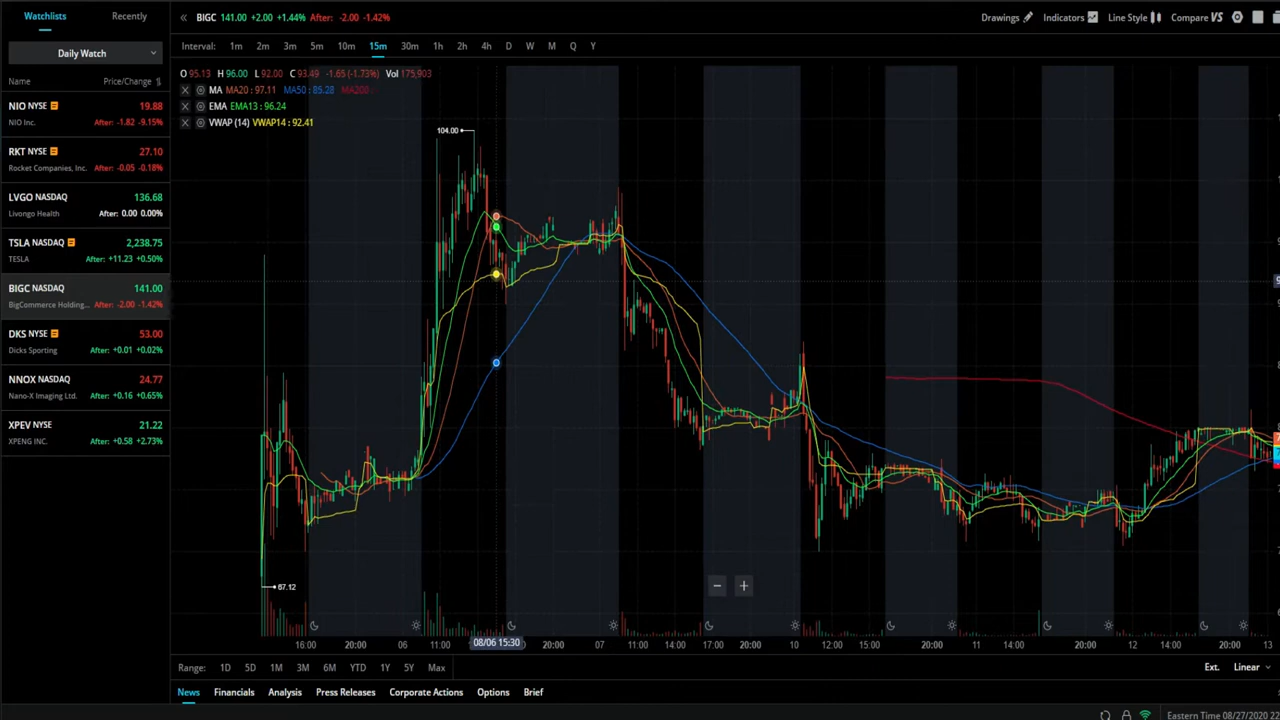 Watchlists Recently
BIGC 141.00 +2.00 +1.44% After: -2.00 -1.42%
Drawings Indicators Line Style Compare VS
Daily Watch
Interval: 1m 2m 3m 5m 10m 15m 30m 1h 2h 4h D W M Q Y
Name Price/Change
O 95.13 H 96.00 L 92.00 C 93.49 -1.65 (-1.73%) Vol 175,903
MA MA20 : 97.11 MA50 : 85.28 MA200
EMA EMA13 : 96.24
VWAP (14) VWAP14 : 92.41
NIO NYSE 19.88
NIO Inc. After: -1.82 -9.15%
RKT NYSE 27.10
Rocket Companies, Inc. After: -0.05 -0.18%
LVGO NASDAQ 136.68
Livongo Health After: 0.00 0.00%
TSLA NASDAQ 2,238.75
TESLA After: +11.23 +0.50%
BIGC NASDAQ 141.00
BigCommerce Holding... After: -2.00 -1.42%
DKS NYSE 53.00
Dicks Sporting After: +0.01 +0.02%
NNOX NASDAQ 24.77
Nano-X Imaging Ltd. After: +0.16 +0.65%
XPEV NYSE 21.22
XPENG INC. After: +0.58 +2.73%
104.00
67.12
16:00 20:00 06 11:00 08/06 15:30 20:00 07 11:00 14:00 17:00 20:00 10 12:00 15:00 20:00 11 14:00 20:00 12 14:00 20:00 13
Range: 1D 5D 1M 3M 6M YTD 1Y 5Y Max
Ext. Linear
News Financials Analysis Press Releases Corporate Actions Options Brief
Eastern Time 08/27/2020 22